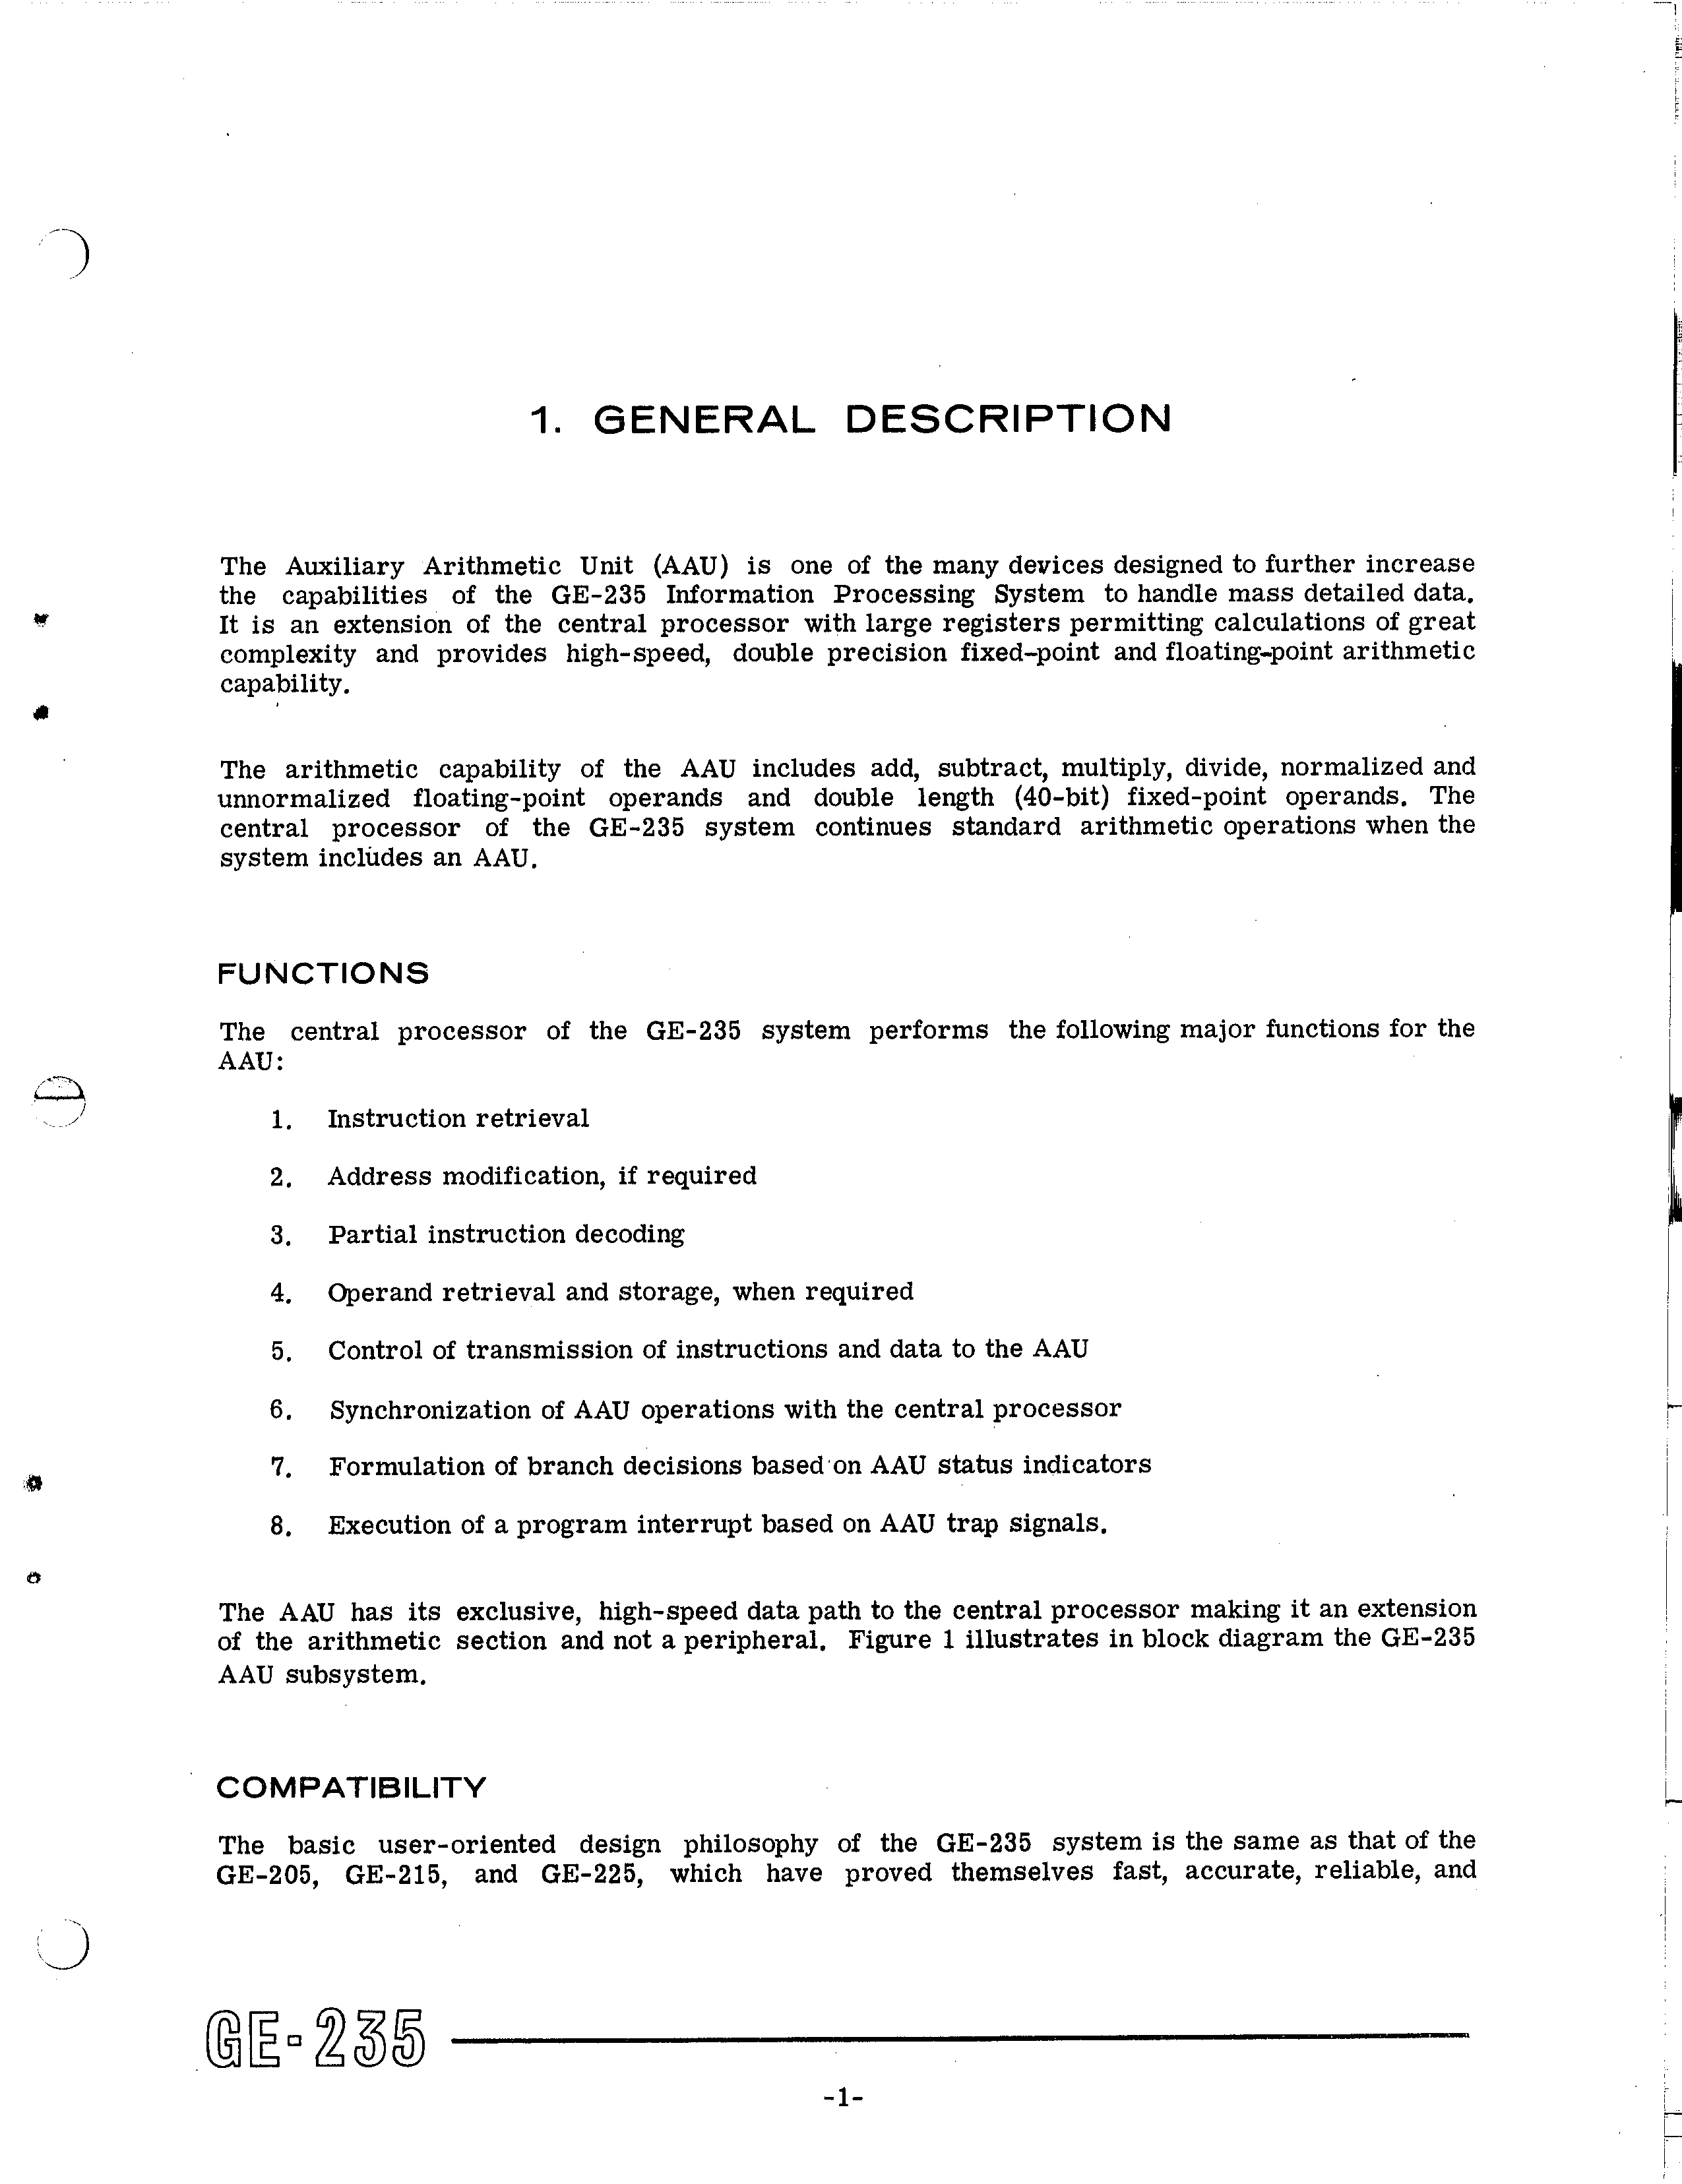 1. GENERAL DESCRIPTION
The Auxiliary Arithmetic Unit (AAU) is one of the many devices designed to further increase
the capabilities of the GE-235 Information Processing System to handle mass detailed data.
It is an extension of the central processor with large registers permitting calculations of great
complexity and provides high-speed, double precision fixed-point and floating-point arithmetic
capability.
The arithmetic capability of the AAU includes add, subtract, multiply, divide, normalized and
unnormalized floating-point operands and double length (40-bit) fixed-point operands. The
central processor of the GE-235 system continues standard arithmetic operations when the
system includes an AAU.
FUNCTIONS
The central processor of the GE-235 system performs the following major functions for the
AAU:
1. Instruction retrieval
2. Address modification, if required
3. Partial instruction decoding
4. Operand retrieval and storage, when required
5. Control of transmission of instructions and data to the AAU
6. Synchronization of AAU operations with the central processor
7. Formulation of branch decisions based on AAU status indicators
8. Execution of a program interrupt based on AAU trap signals.
The AAU has its exclusive, high-speed data path to the central processor making it an extension
of the arithmetic section and not a peripheral. Figure 1 illustrates in block diagram the GE-235
AAU subsystem.
COMPATIBILITY
The basic user-oriented design philosophy of the GE-235 system is the same as that of the
GE-205, GE-215, and GE-225, which have proved themselves fast, accurate, reliable, and
GE-235
-1-